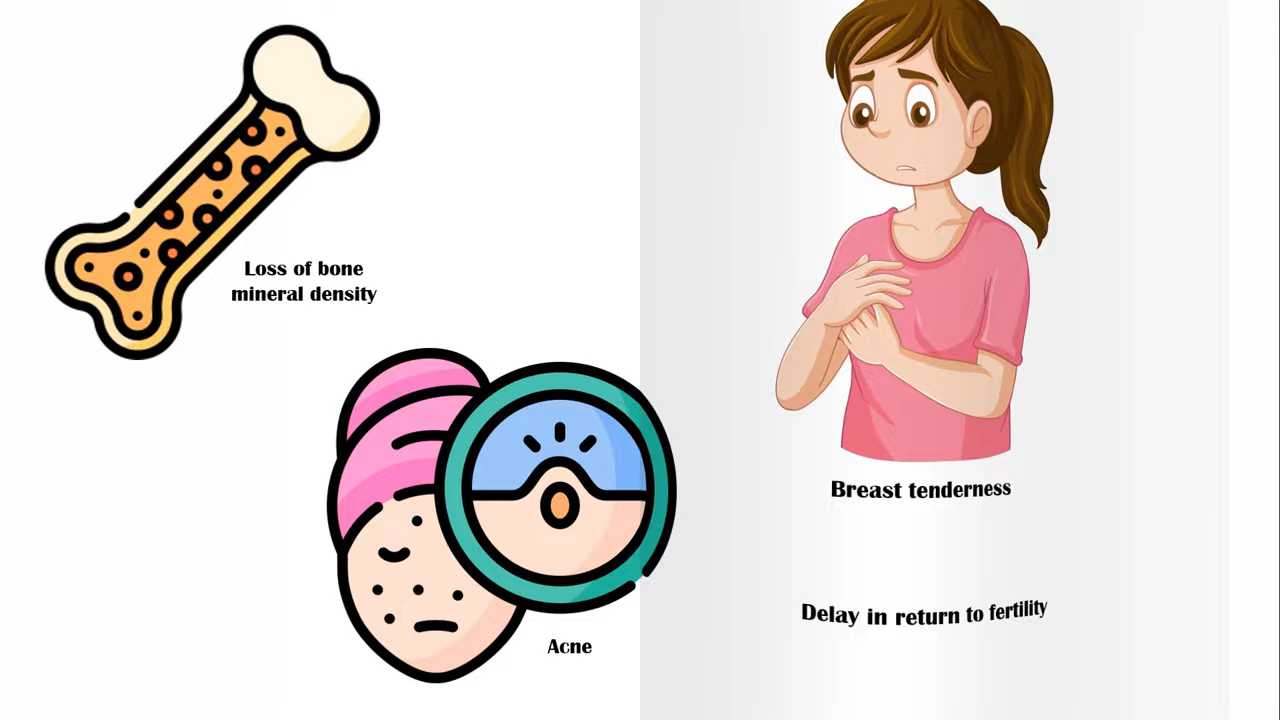 Loss of bone
mineral density
Acne
Breast tenderness
Delay in return to fertility